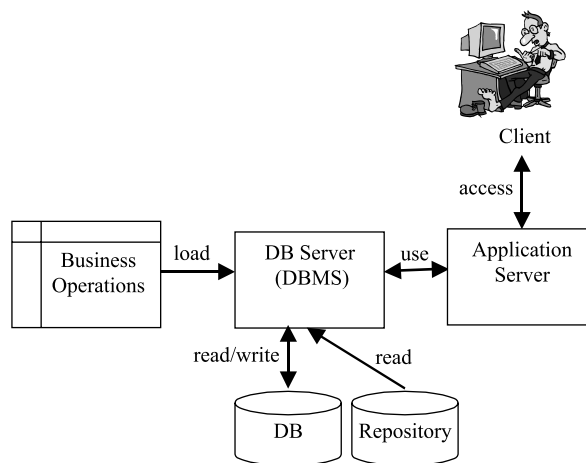 Client
access
Business
Operations
load
DB Server
(DBMS)
use
Application
Server
read/write
read
DB
Repository